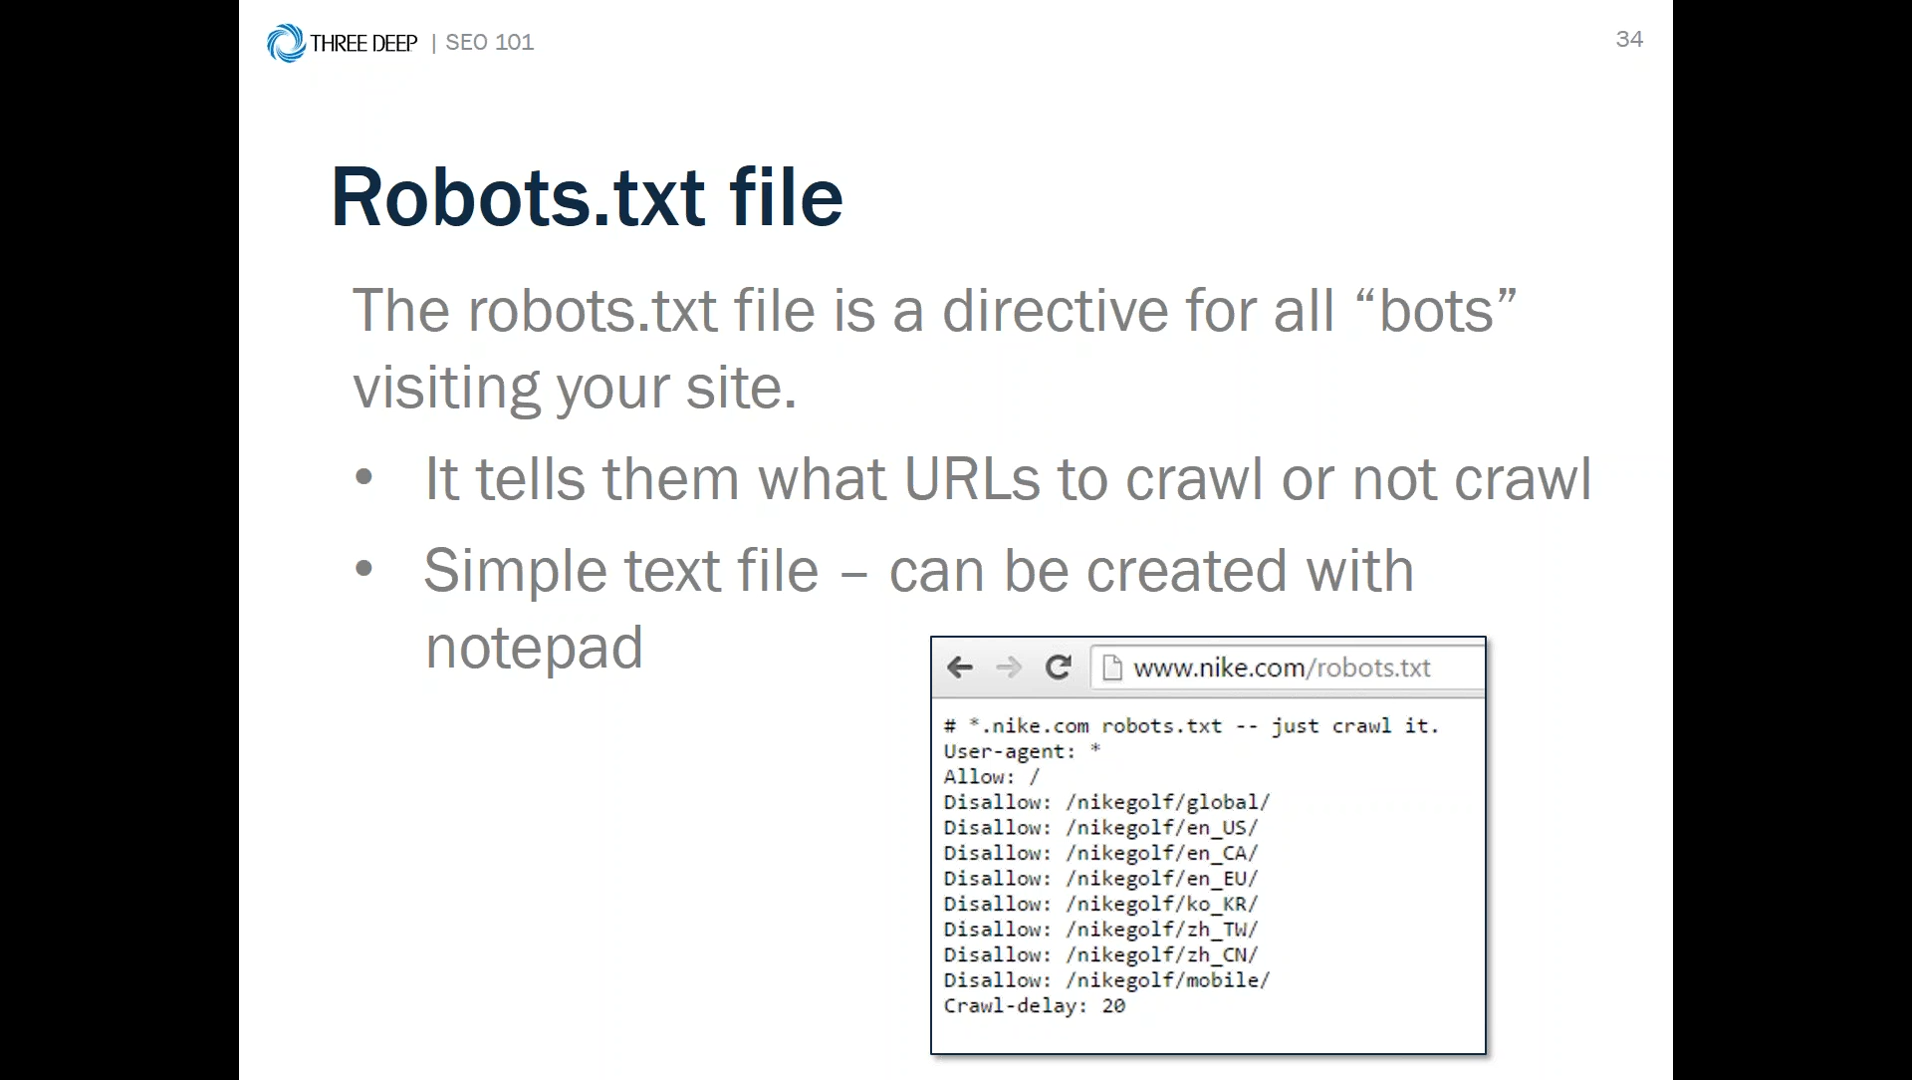 THREE DEEP | SEO 101
34
Robots.txt file
The robots.txt file is a directive for all “bots”
visiting your site.
• It tells them what URLs to crawl or not crawl
• Simple text file – can be created with
notepad
www.nike.com/robots.txt
# *.nike.com robots.txt -- just crawl it.
User-agent: *
Allow: /
Disallow: /nikegolf/global/
Disallow: /nikegolf/en_US/
Disallow: /nikegolf/en_CA/
Disallow: /nikegolf/en_EU/
Disallow: /nikegolf/ko_KR/
Disallow: /nikegolf/zh_TW/
Disallow: /nikegolf/zh_CN/
Disallow: /nikegolf/mobile/
Crawl-delay: 20